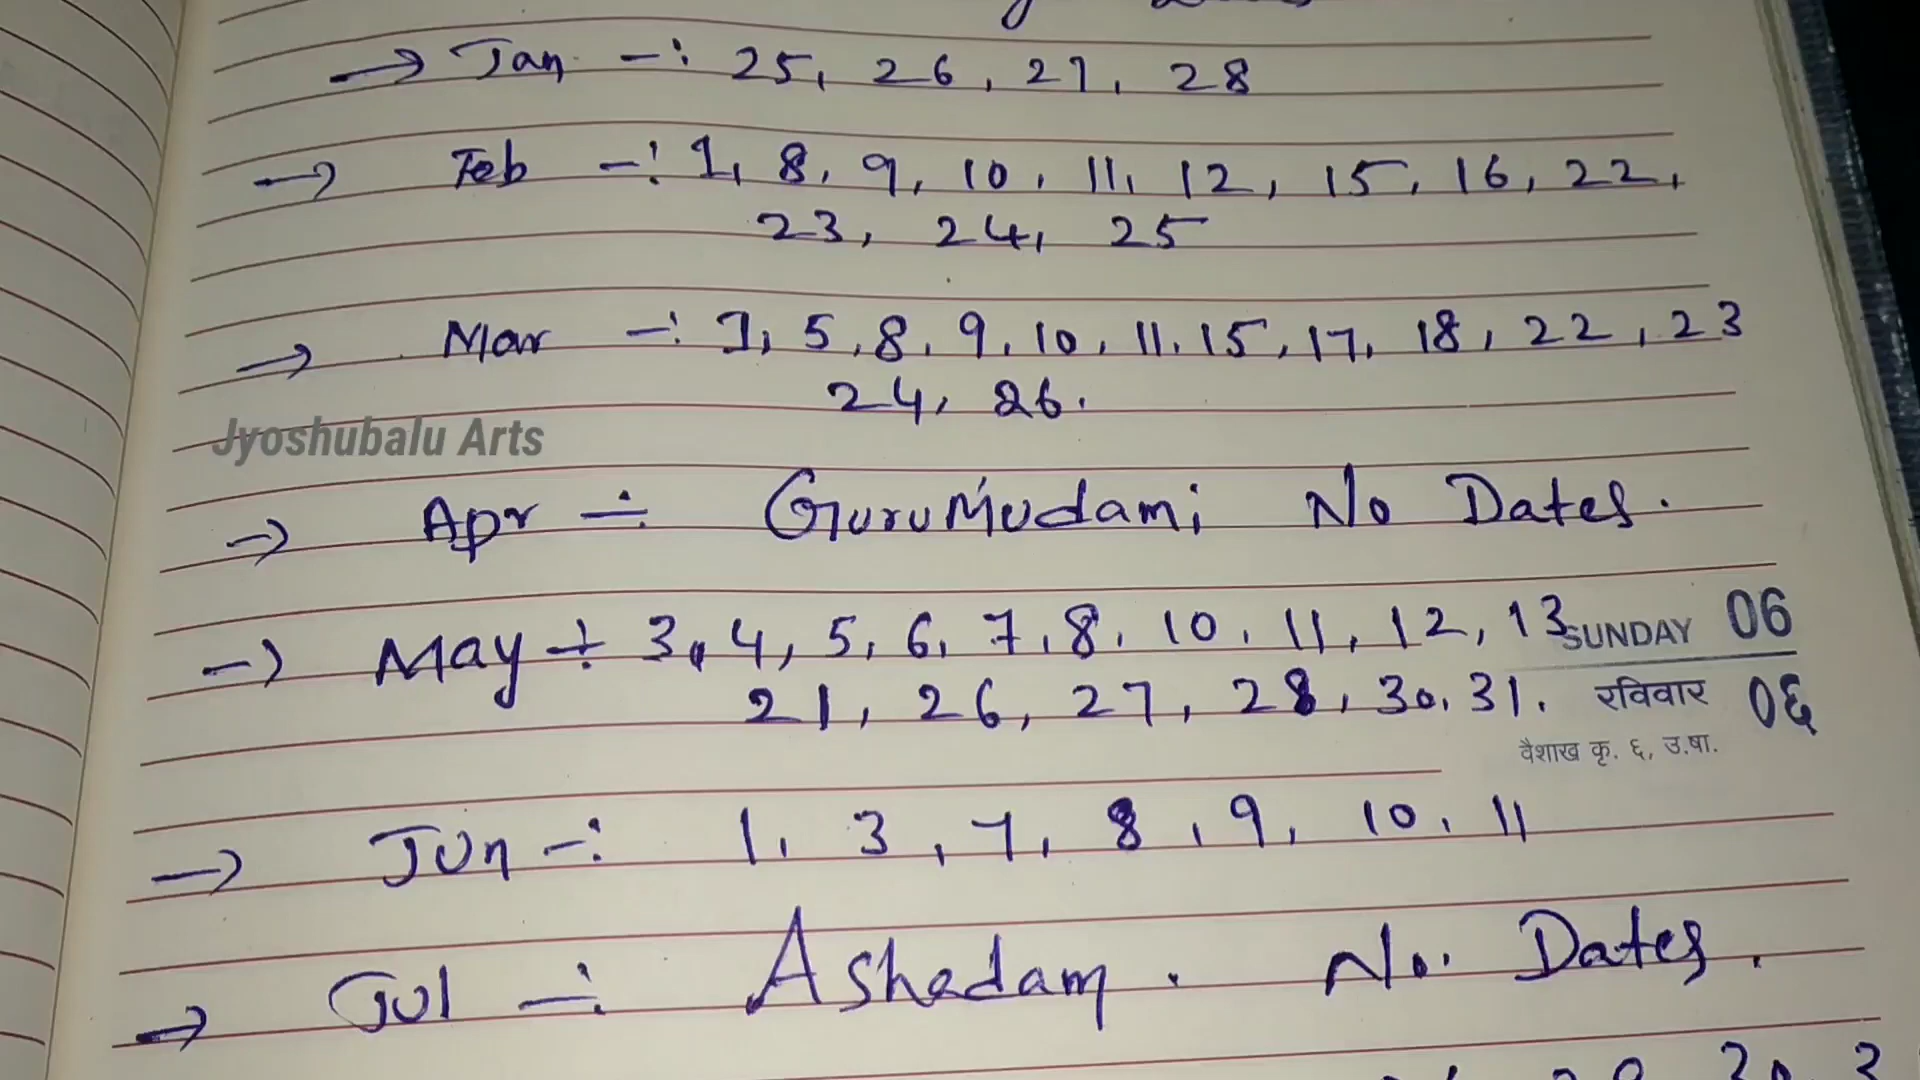 → Jan -: 25, 26, 27, 28
→ Feb -: 1, 8, 9, 10, 11, 12, 15, 16, 22,
23, 24, 25
→ Mar -: 1, 5, 8, 9, 10, 11, 15, 17, 18, 22, 23
24, 26.
Jyoshubalu Arts
→ Apr ÷ GuruMudami No Dates.
→ May ÷ 3, 4, 5, 6, 7, 8, 10, 11, 12, 13
SUNDAY 06
21, 26, 27, 28, 30, 31.
रविवार ०६
वैशाख कृ. ६, उ.षा.
→ JUn -: 1, 3, 7, 8, 9, 10, 11
→ JUl -: Ashadam. No. Dates.